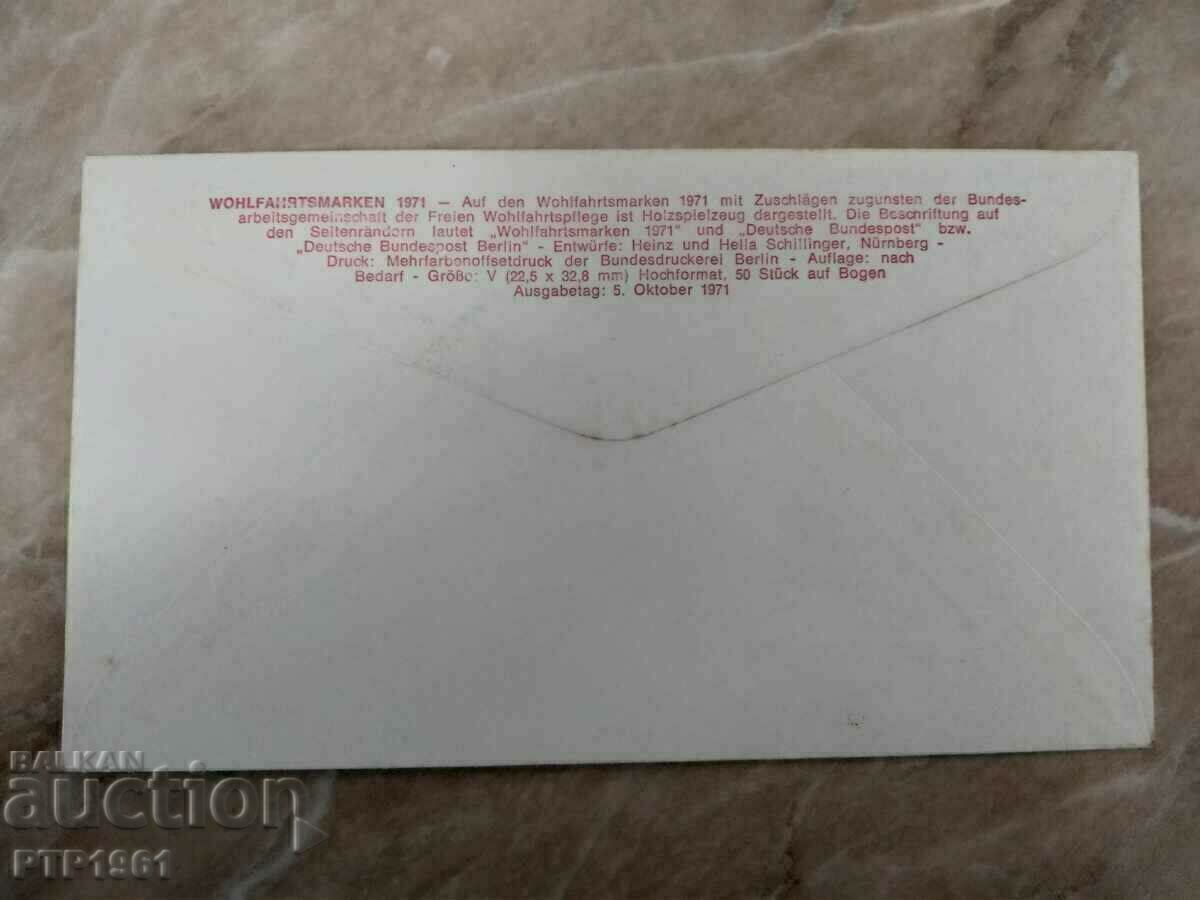 WOHLFAHRTSMARKEN 1971 — Auf den Wohlfahrtsmarken 1971 mit Zuschlägen zugunsten der Bundes-
arbeitsgemeinschaft der Freien Wohlfahrtspflege ist Holzspielzeug dargestellt. Die Beschriftung auf
den Seitenrändern lautet „Wohlfahrtsmarken 1971" und „Deutsche Bundespost" bzw.
„Deutsche Bundespost Berlin" - Entwürfe: Heinz und Hella Schillinger, Nürnberg -
Druck: Mehrfarbenoffsetdruck der Bundesdruckerei Berlin - Auflage: nach
Bedarf - Größe: V (22,5 x 32,8 mm) Hochformat, 50 Stück auf Bogen
Ausgabetag: 5. Oktober 1971
BALKAN
auction
PTP1961